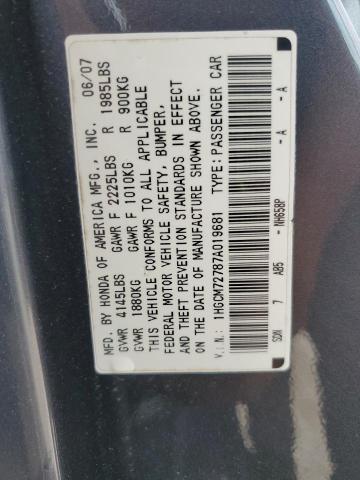 MFD. BY HONDA OF AMERICA MFG., INC. 06/07
GVWR 4145LBS GAWR F 2225LBS R 1985LBS
GVWR 1880KG GAWR F 1010KG R 900KG
THIS VEHICLE CONFORMS TO ALL APPLICABLE
FEDERAL MOTOR VEHICLE SAFETY, BUMPER,
AND THEFT PREVENTION STANDARDS IN EFFECT
ON THE DATE OF MANUFACTURE SHOWN ABOVE.
V.I.N.: 1HGCM72787A019681 TYPE: PASSENGER CAR
SDN 7 AB5 - NH658P - A - A